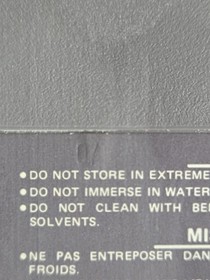 • DO NOT STORE IN EXTREME
• DO NOT IMMERSE IN WATER
• DO NOT CLEAN WITH BE
SOLVENTS.
MI
• NE PAS ENTREPOSER DAN
FROIDS.